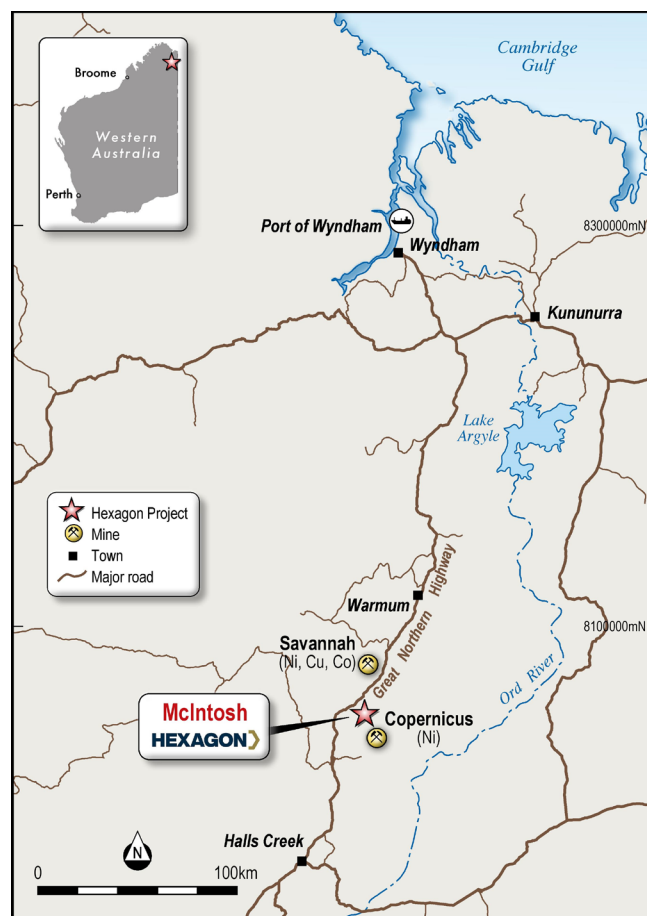 Cambridge
Gulf
Broome
Western
Australia
Perth
Port of Wyndham
8300000mN
Wyndham
Kununurra
Lake
Argyle
Hexagon Project
Mine
Town
Major road
Great Northern Highway
Warmum
8100000mN
Savannah
(Ni, Cu, Co)
Ord River
McIntosh
HEXAGON
Copernicus
(Ni)
Halls Creek
N
0 100km